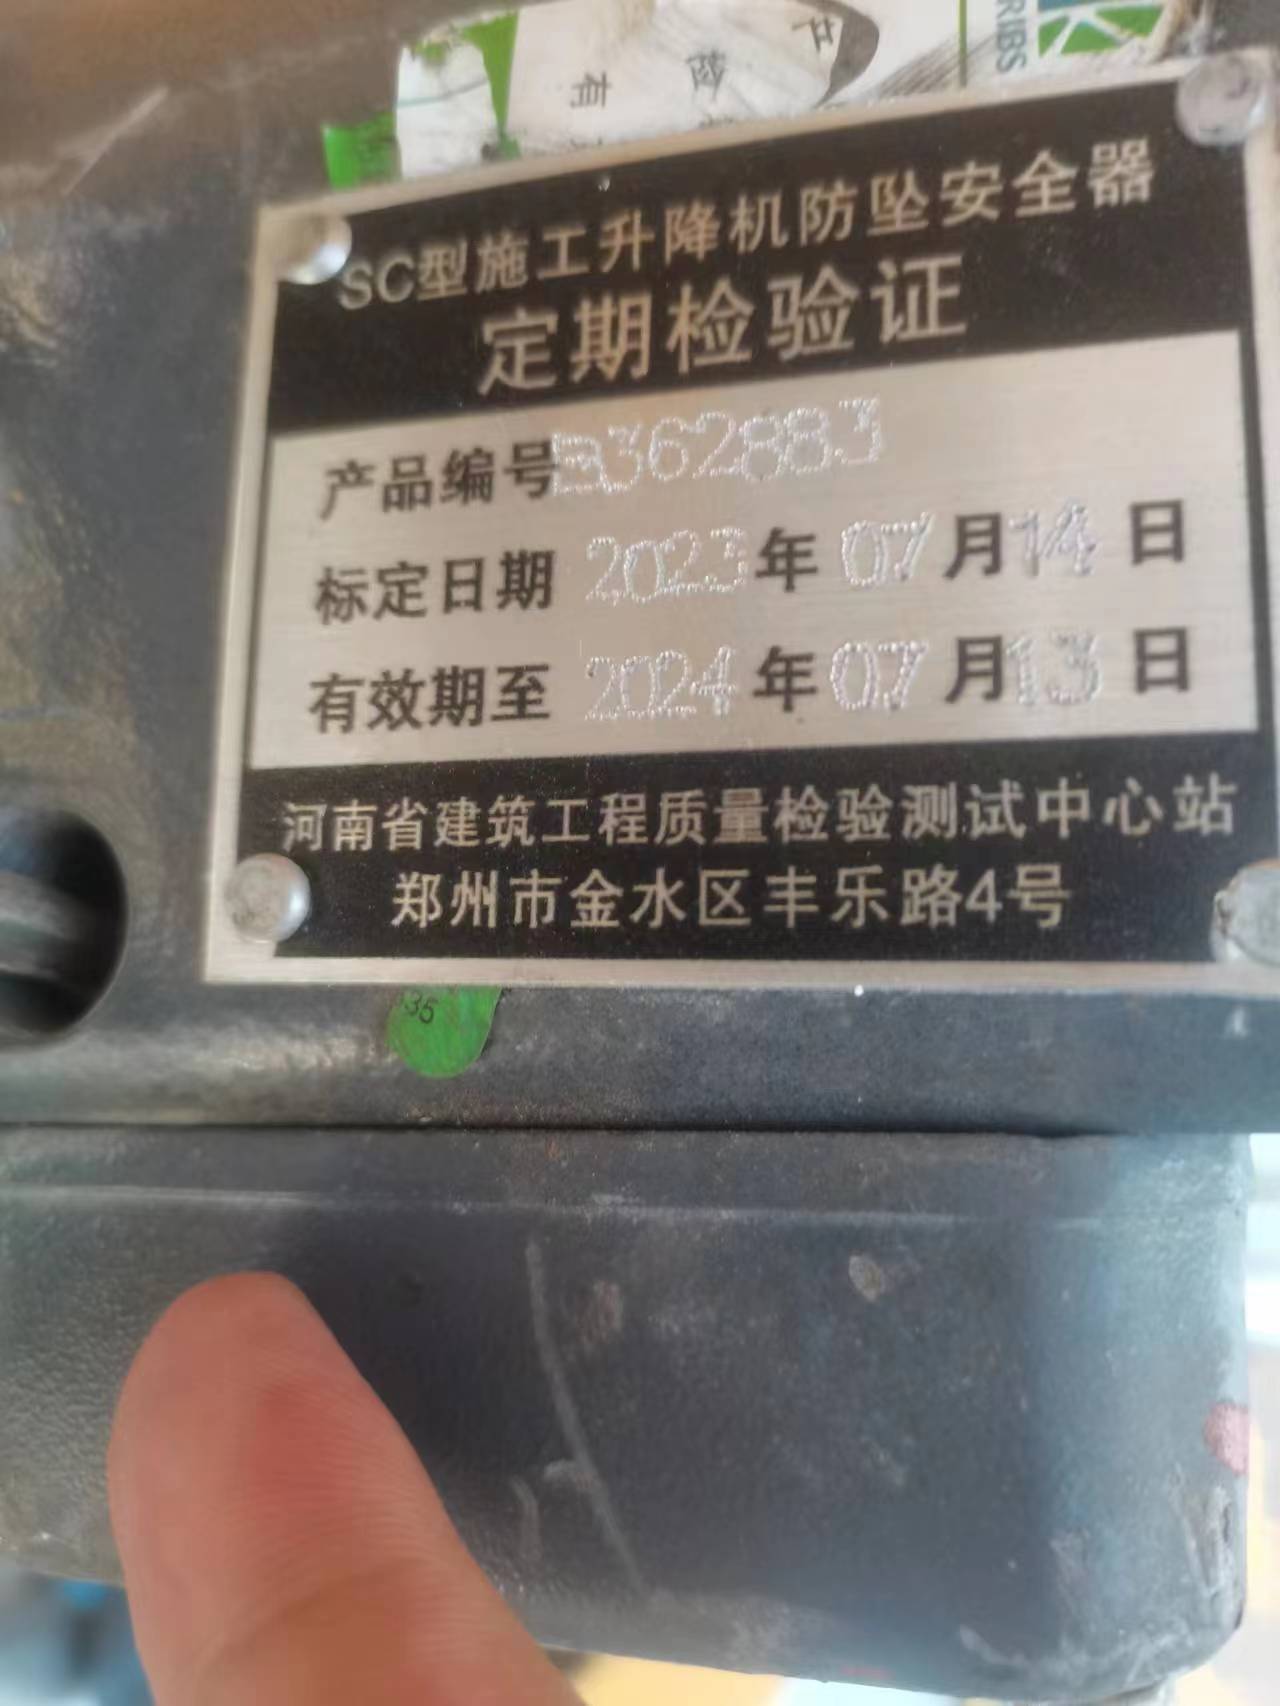 RIBS
SC型施工升降机防坠安全器
定期检验证
产品编号B362883
标定日期 2023年07月14日
有效期至 2024年07月13日
河南省建筑工程质量检验测试中心站
郑州市金水区丰乐路4号
35